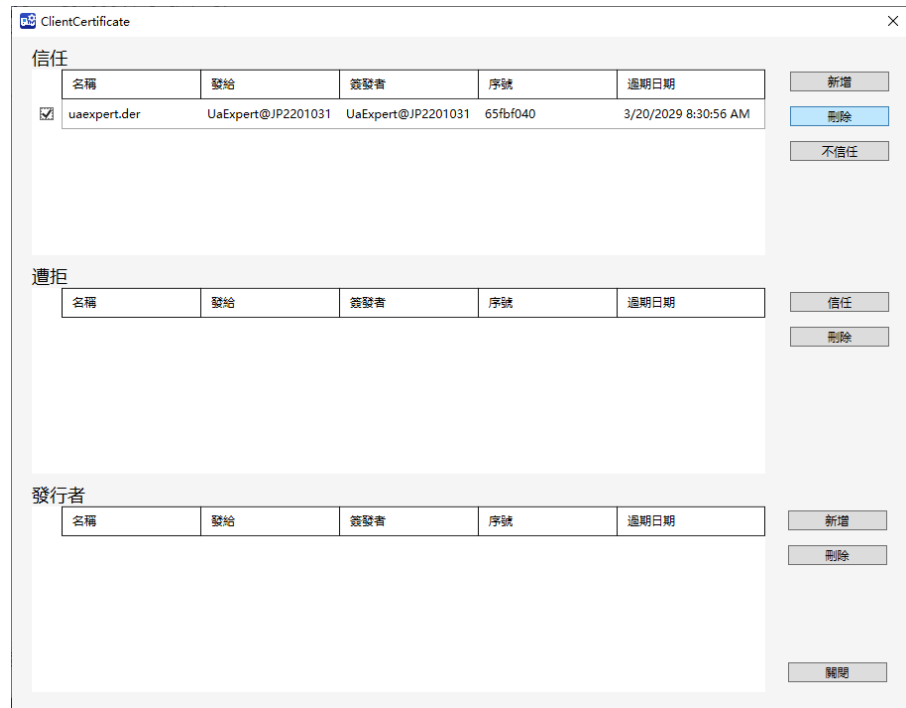 ClientCertificate
信任
名稱 發給 簽發者 序號 過期日期 新增
uaexpert.der UaExpert@JP2201031 UaExpert@JP2201031 65fbf040 3/20/2029 8:30:56 AM 刪除
不信任
遭拒
名稱 發給 簽發者 序號 過期日期 信任
刪除
發行者
名稱 發給 簽發者 序號 過期日期 新增
刪除
關閉